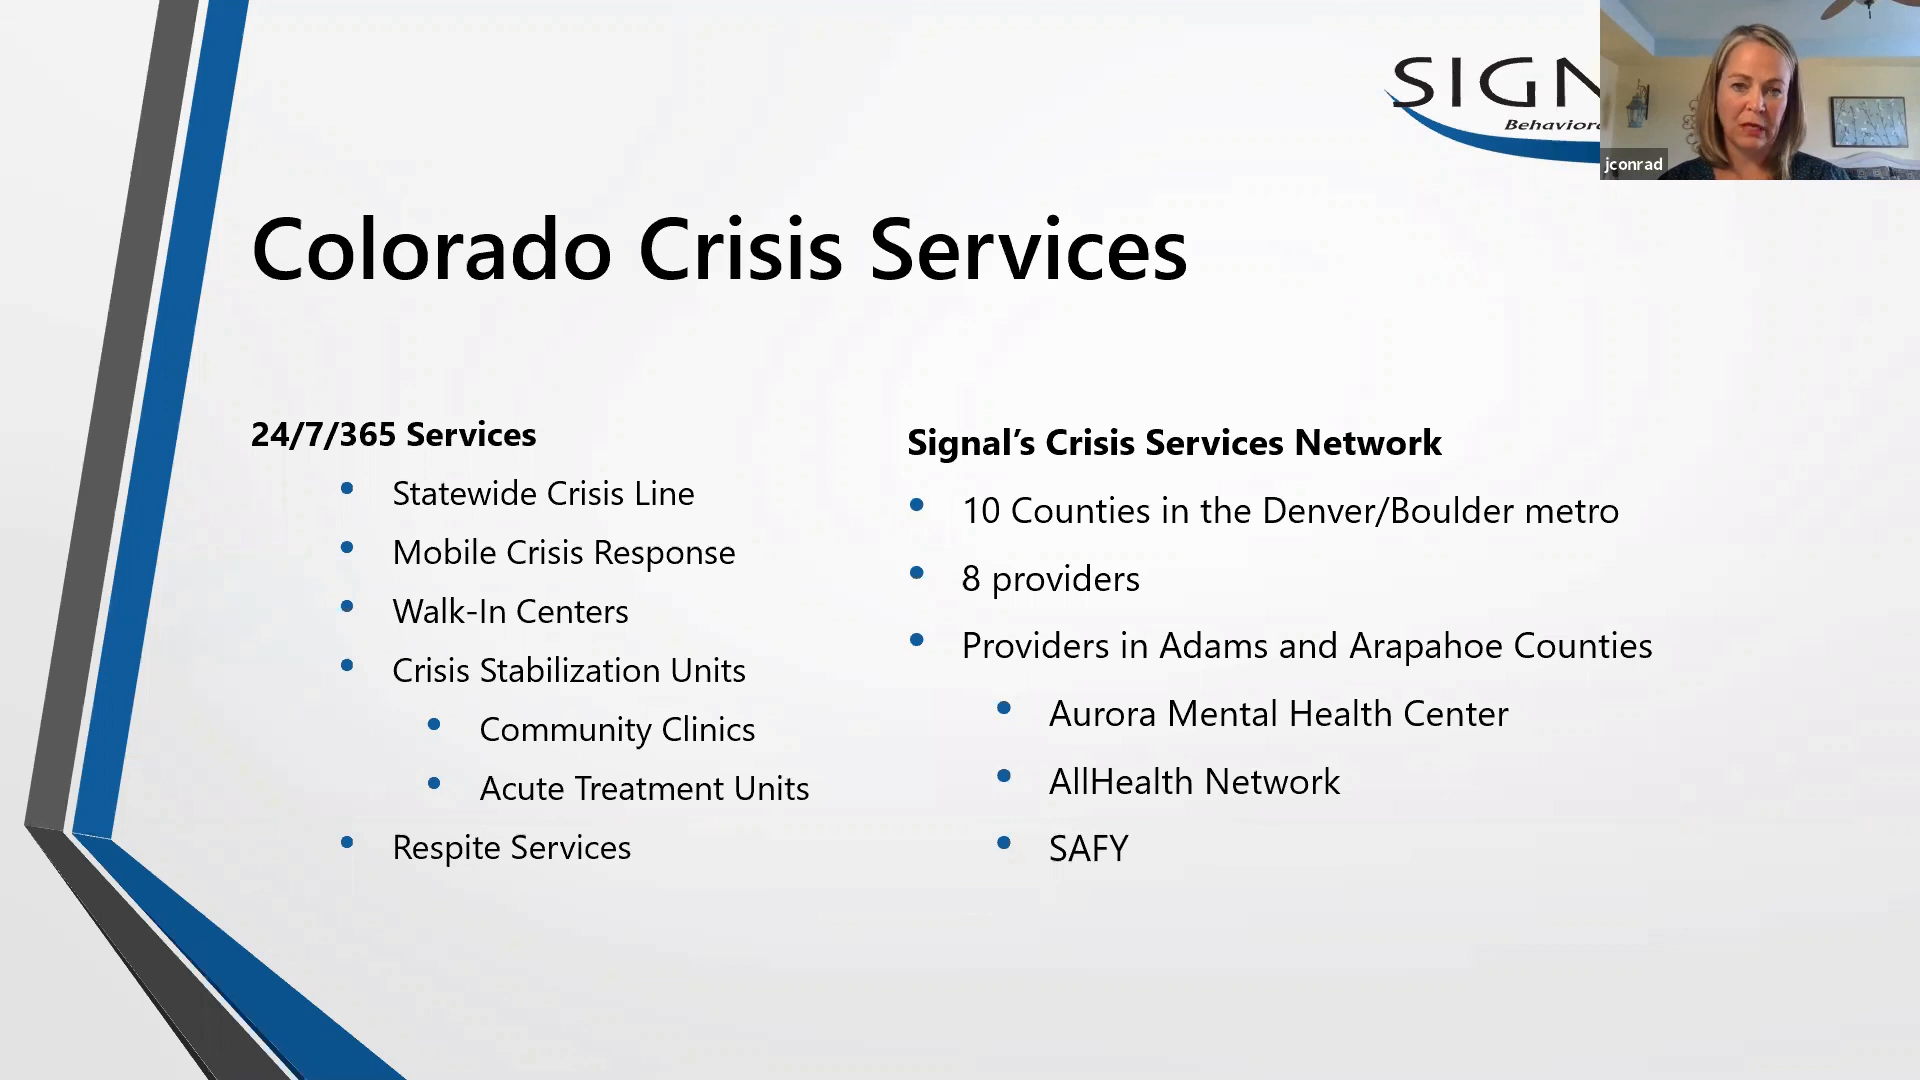 SIGN
Behaviora
jconrad
Colorado Crisis Services
24/7/365 Services
Statewide Crisis Line
Mobile Crisis Response
Walk-In Centers
Crisis Stabilization Units
Community Clinics
Acute Treatment Units
Respite Services
Signal’s Crisis Services Network
10 Counties in the Denver/Boulder metro
8 providers
Providers in Adams and Arapahoe Counties
Aurora Mental Health Center
AllHealth Network
SAFY